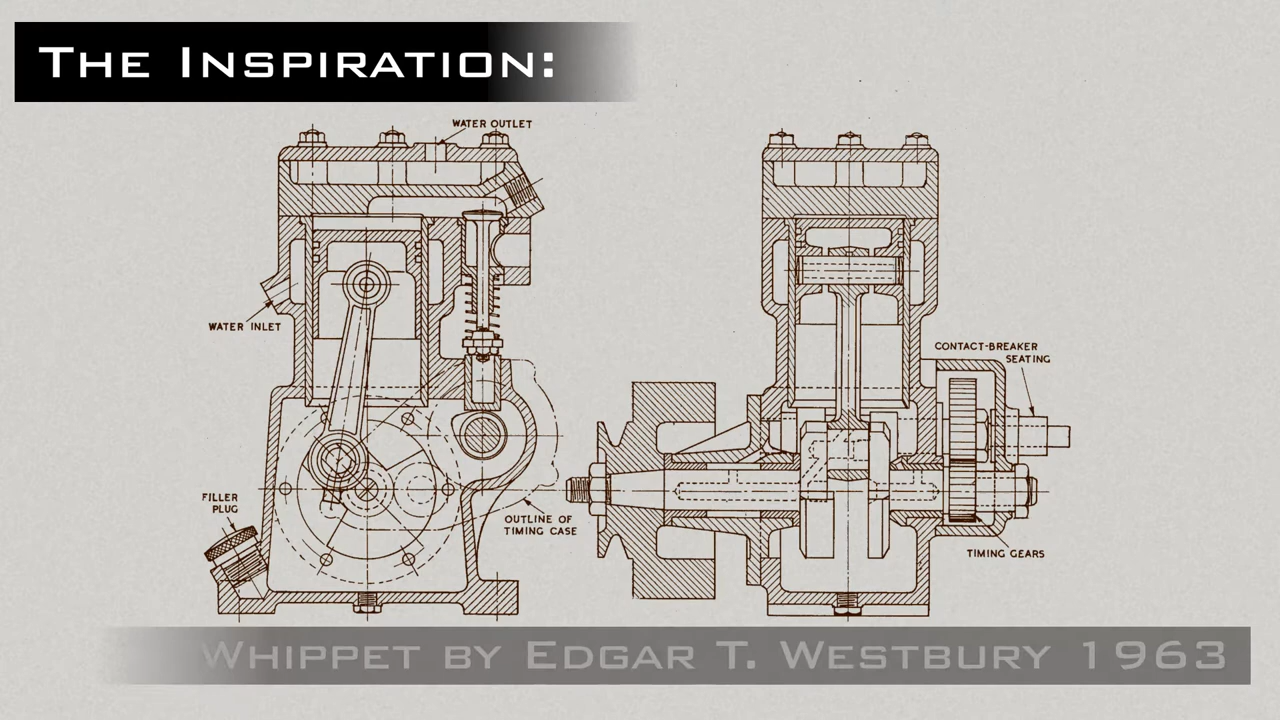 The Inspiration:
WATER OUTLET
WATER INLET
CONTACT-BREAKER
SEATING
FILLER
PLUG
OUTLINE OF
TIMING CASE
TIMING GEARS
Whippet by Edgar T. Westbury 1963